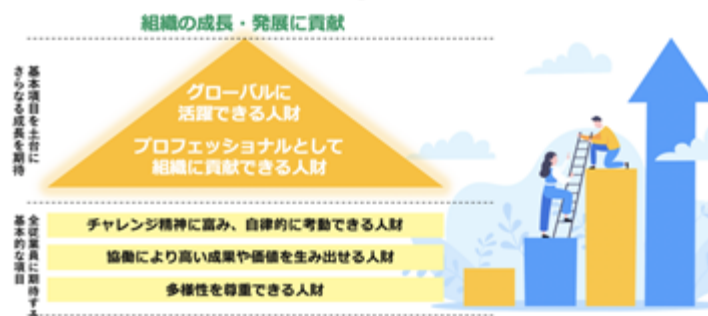 組織の成長・発展に貢献
基本項目を土台に
さらなる成長を期待
グローバルに
活躍できる人財
プロフェッショナルとして
組織に貢献できる人財
全従業員に期待する
基本的な項目
チャレンジ精神に富み、自律的に考動できる人財
協働により高い成果や価値を生み出せる人財
多様性を尊重できる人財